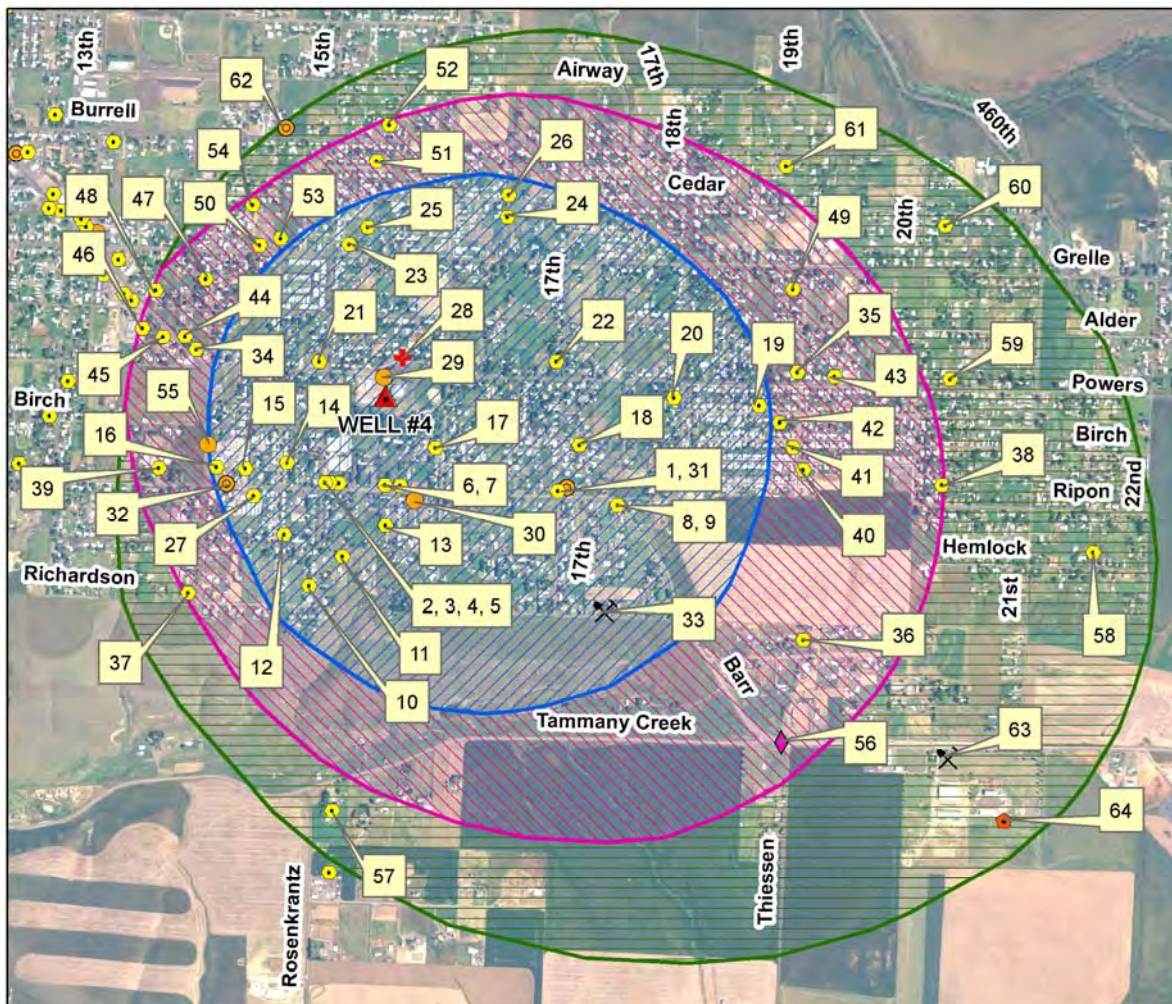 13th
15th
52
Airway
17th
19th
62
Burrell
18th
460th
54
26
61
51
Cedar
48
47
50
53
25
24
49
20th
60
46
23
17th
Grelle
44
21
28
22
20
35
Alder
45
34
29
19
43
59
Powers
Birch
55
15
14
WELL #4
17
18
42
Birch
16
1, 31
38
22nd
39
6, 7
41
Ripon
32
8, 9
40
27
13
30
17th
Hemlock
Richardson
2, 3, 4, 5
33
21st
58
37
12
11
36
10
Barr
Tammany Creek
56
63
64
57
Thiessen
Rosenkrantz